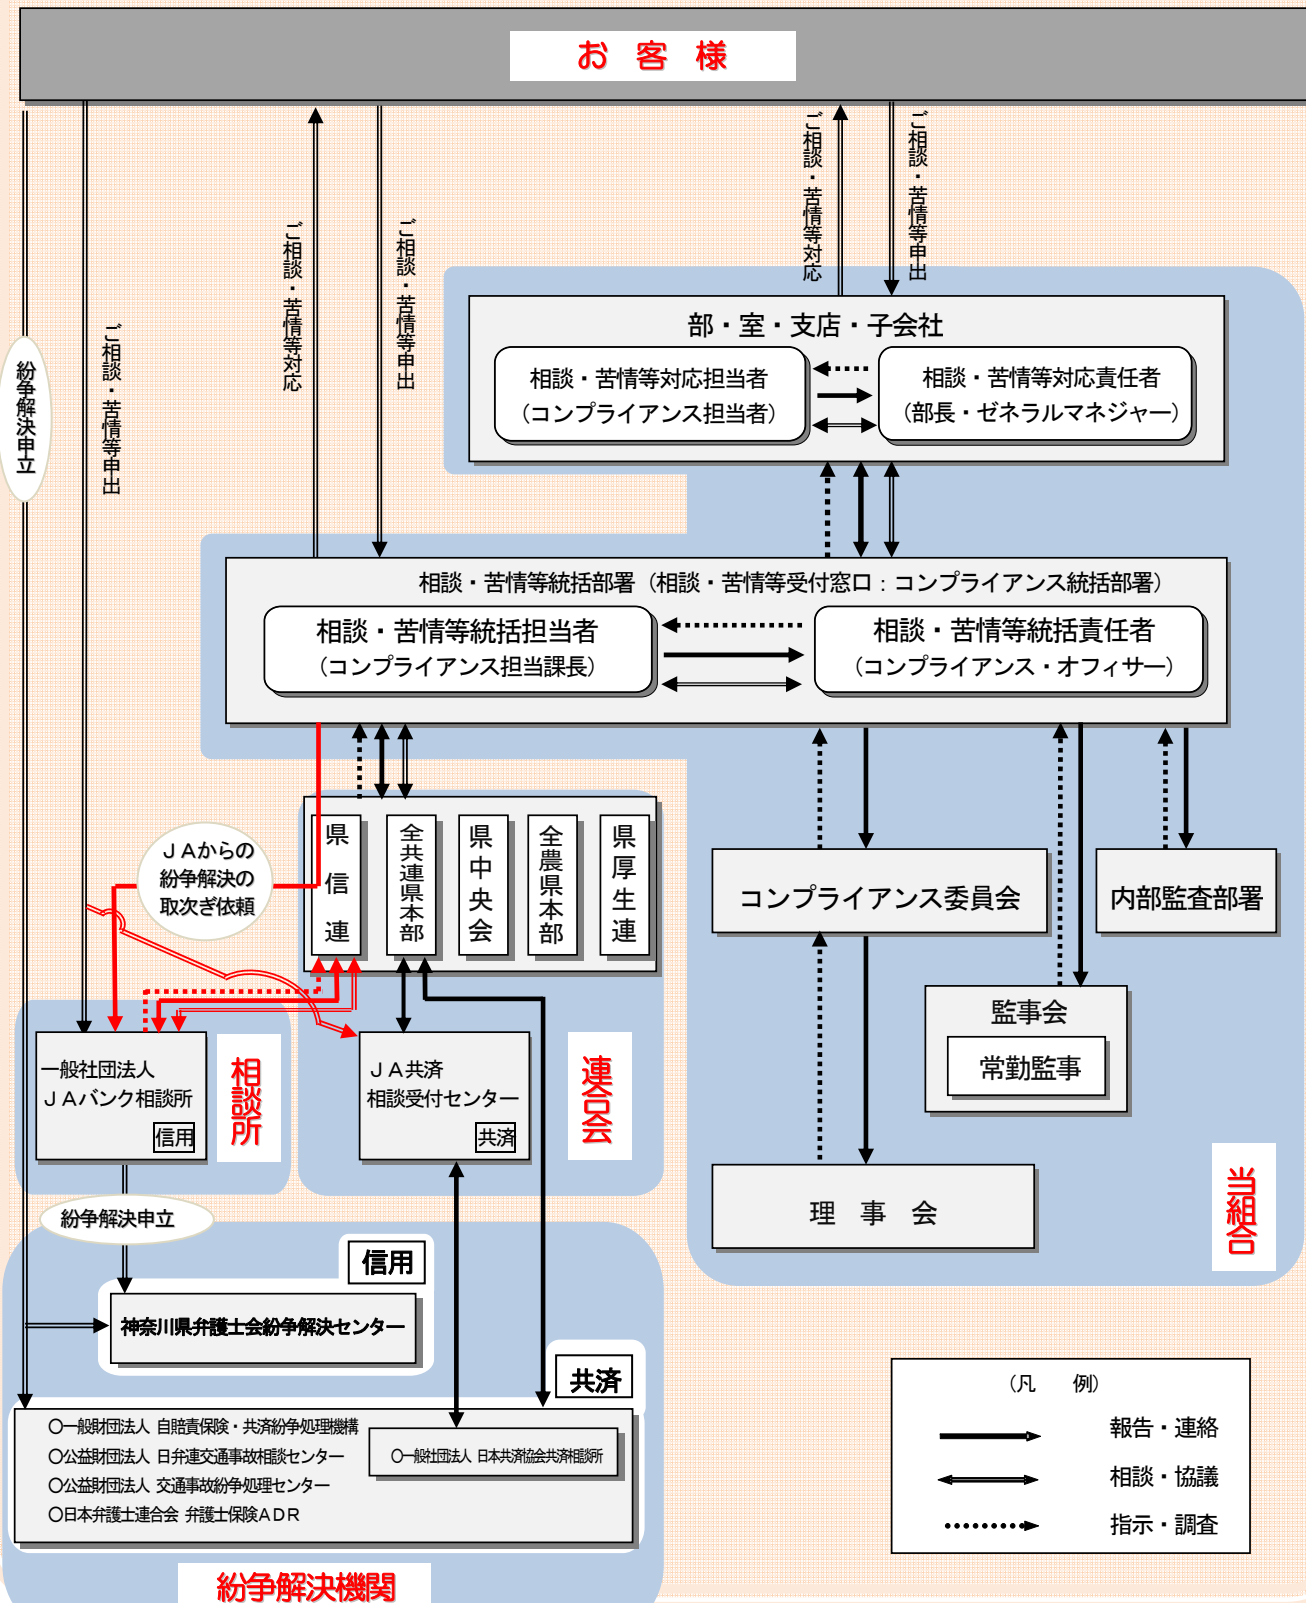 お　客　様
ご相談・苦情等対応
ご相談・苦情等申出
ご相談・苦情等対応
ご相談・苦情等申出
ご相談・苦情等申出
紛争解決申立
部・室・支店・子会社
相談・苦情等対応担当者
（コンプライアンス担当者）
相談・苦情等対応責任者
（部長・ゼネラルマネジャー）
相談・苦情等統括部署（相談・苦情等受付窓口：コンプライアンス統括部署）
相談・苦情等統括担当者
（コンプライアンス担当課長）
相談・苦情等統括責任者
（コンプライアンス・オフィサー）
県信連
全共連県本部
県中央会
全農県本部
県厚生連
ＪＡからの
紛争解決の
取次ぎ依頼
コンプライアンス委員会
内部監査部署
監事会
常勤監事
理　事　会
当組合
一般社団法人
ＪＡバンク相談所
信用
相談所
ＪＡ共済
相談受付センター
共済
連合会
紛争解決申立
信用
神奈川県弁護士会紛争解決センター
共済
〇一般財団法人 自賠責保険・共済紛争処理機構
〇公益財団法人 日弁連交通事故相談センター
〇公益財団法人 交通事故紛争処理センター
〇日本弁護士連合会 弁護士保険ＡＤＲ
〇一般社団法人 日本共済協会共済相談所
紛争解決機関
（凡　例）
報告・連絡
相談・協議
指示・調査